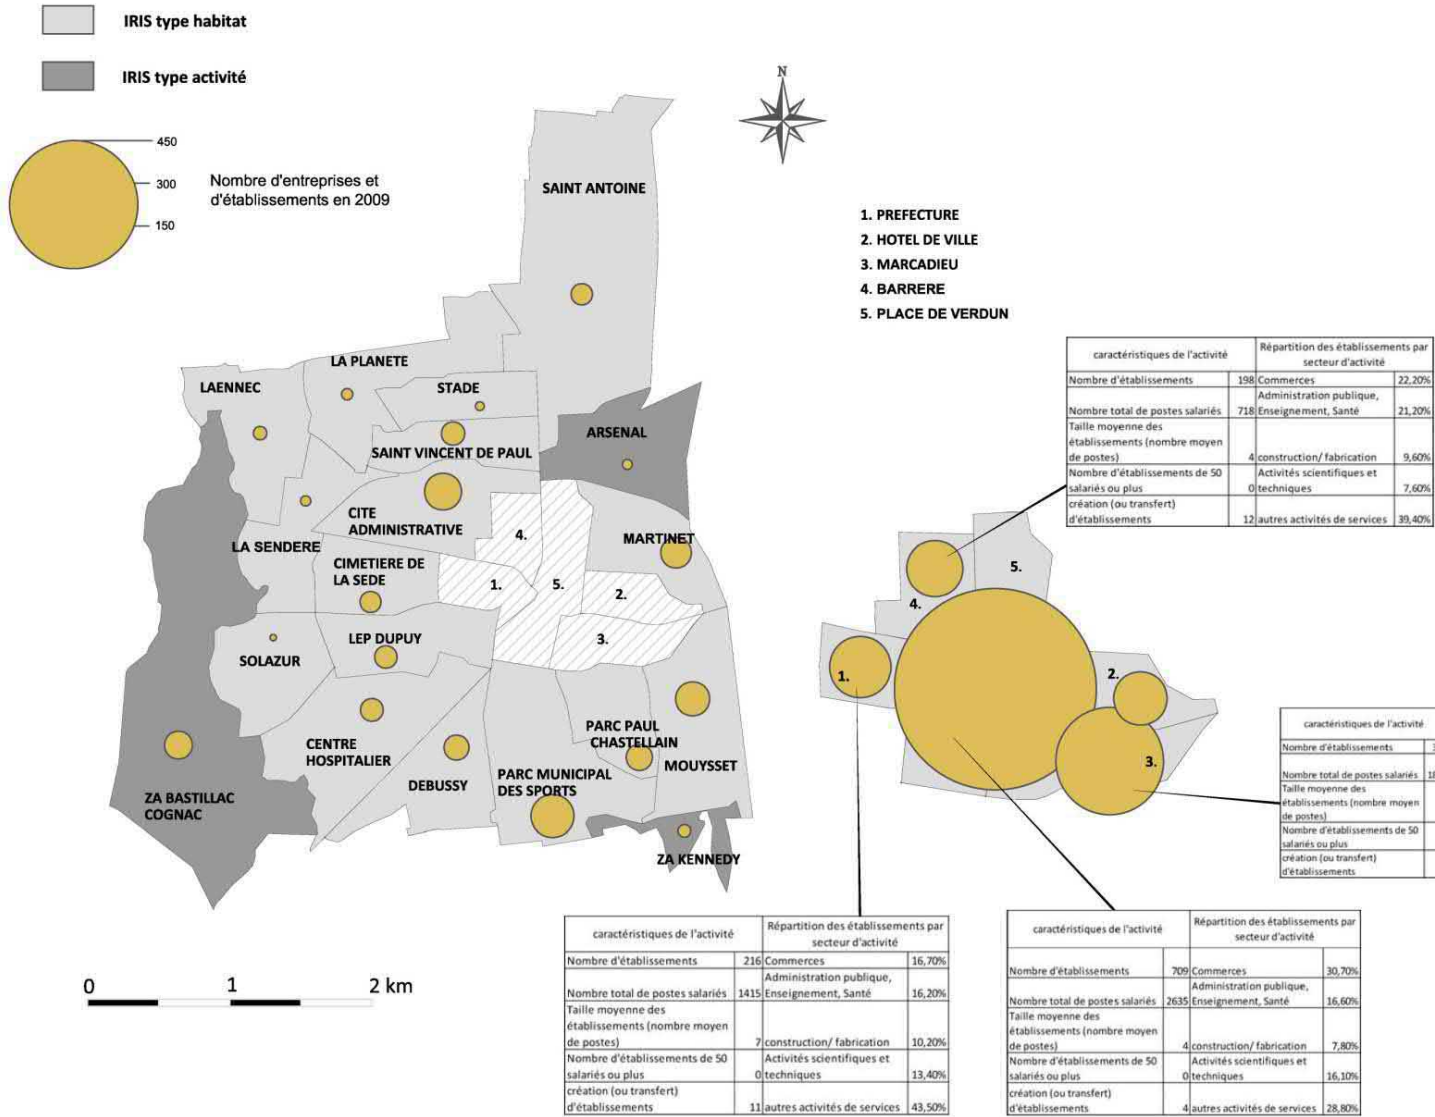 IRIS type habitat
IRIS type activité
450
300
150
Nombre d'entreprises et
d'établissements en 2009
N
1. PREFECTURE
2. HOTEL DE VILLE
3. MARCADIEU
4. BARRERE
5. PLACE DE VERDUN
SAINT ANTOINE
LA PLANETE
LAENNEC
STADE
SAINT VINCENT DE PAUL
ARSENAL
CITE
ADMINISTRATIVE
LA SENDERE
MARTINET
CIMETIERE DE
LA SEDE
4.
1.
5.
2.
3.
LEP DUPUY
SOLAZUR
CENTRE
HOSPITALIER
DEBUSSY
PARC PAUL
CHASTELLAIN
MOUYSSET
PARC MUNICIPAL
DES SPORTS
ZA BASTILLAC
COGNAC
ZA KENNEDY
0 1 2 km
5.
4.
1.
2.
3.
caractéristiques de l'activité
Répartition des établissements par
secteur d'activité
Nombre d'établissements 198 Commerces 22,20%
Administration publique,
Nombre total de postes salariés 718 Enseignement, Santé 21,20%
Taille moyenne des
établissements (nombre moyen
de postes) 4 construction/ fabrication 9,60%
Nombre d'établissements de 50 Activités scientifiques et
salariés ou plus 0 techniques 7,60%
création (ou transfert)
d'établissements 12 autres activités de services 39,40%
caractéristiques de l'activité
Nombre d'établissements
Nombre total de postes salariés
Taille moyenne des
établissements (nombre moyen
de postes)
Nombre d'établissements de 50
salariés ou plus
création (ou transfert)
d'établissements
caractéristiques de l'activité
Répartition des établissements par
secteur d'activité
Nombre d'établissements 216 Commerces 16,70%
Administration publique,
Nombre total de postes salariés 1415 Enseignement, Santé 16,20%
Taille moyenne des
établissements (nombre moyen
de postes) 7 construction/ fabrication 10,20%
Nombre d'établissements de 50 Activités scientifiques et
salariés ou plus 0 techniques 13,40%
création (ou transfert)
d'établissements 11 autres activités de services 43,50%
caractéristiques de l'activité
Répartition des établissements par
secteur d'activité
Nombre d'établissements 709 Commerces 30,70%
Administration publique,
Nombre total de postes salariés 2635 Enseignement, Santé 16,60%
Taille moyenne des
établissements (nombre moyen
de postes) 4 construction/ fabrication 7,80%
Nombre d'établissements de 50 Activités scientifiques et
salariés ou plus 0 techniques 16,10%
création (ou transfert)
d'établissements 4 autres activités de services 28,80%